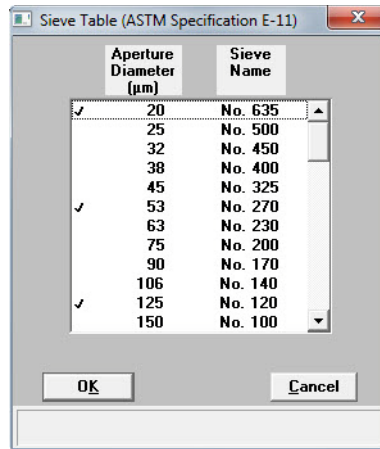 Sieve Table (ASTM Specification E-11)
Aperture Diameter (µm) Sieve Name
✓ 20 No. 635
25 No. 500
32 No. 450
38 No. 400
45 No. 325
✓ 53 No. 270
63 No. 230
75 No. 200
90 No. 170
106 No. 140
✓ 125 No. 120
150 No. 100
OK Cancel